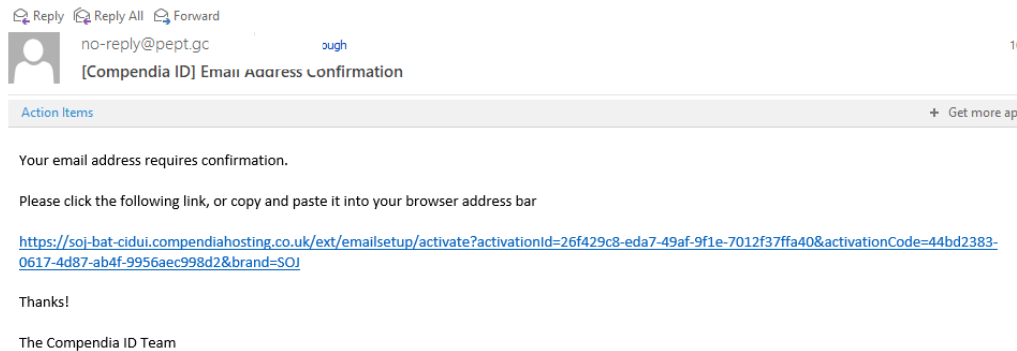 Reply Reply All Forward
no-reply@pept.gc ough
[Compendia ID] Email Address Confirmation
Action Items + Get more ap
Your email address requires confirmation.
Please click the following link, or copy and paste it into your browser address bar
https://soj-bat-cidui.compendiahosting.co.uk/ext/emailsetup/activate?activationId=26f429c8-eda7-49af-9f1e-7012f37ffa40&activationCode=44bd2383-
0617-4d87-ab4f-9956aec998d2&brand=SOJ
Thanks!
The Compendia ID Team